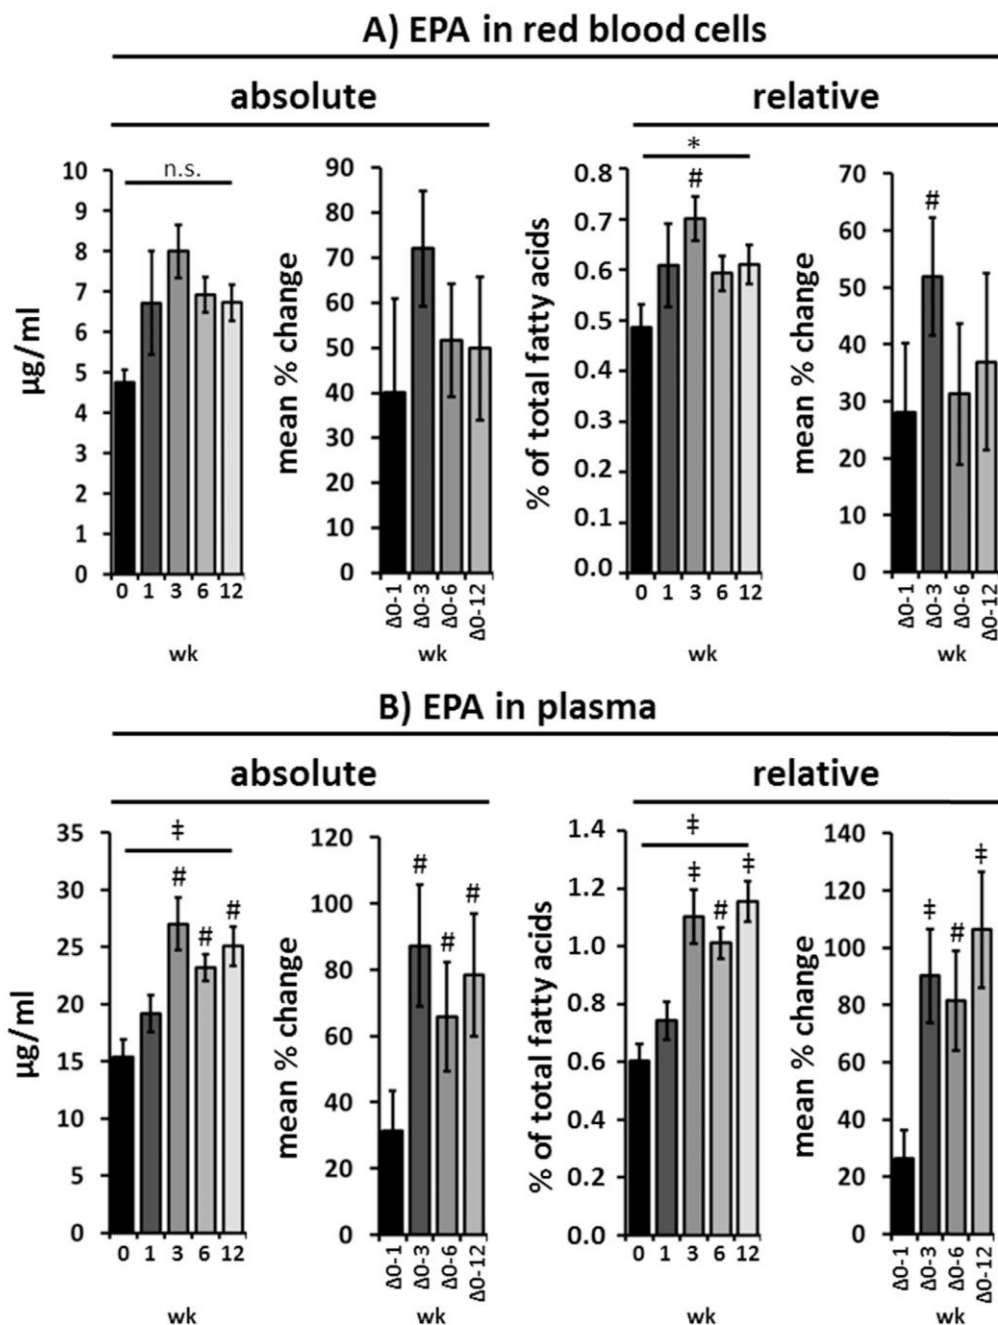 A) EPA in red blood cells
absolute
relative
µg/ml
10
9
8
7
6
5
4
3
2
1
0
n.s.
0 1 3 6 12
wk
mean % change
90
80
70
60
50
40
30
20
10
0
Δ0-1 Δ0-3 Δ0-6 Δ0-12
wk
% of total fatty acids
0.8
0.7
0.6
0.5
0.4
0.3
0.2
0.1
0.0
*
#
0 1 3 6 12
wk
mean % change
70
60
50
40
30
20
10
0
#
Δ0-1 Δ0-3 Δ0-6 Δ0-12
wk
B) EPA in plasma
absolute
relative
µg/ml
35
30
25
20
15
10
5
0
‡
# # #
0 1 3 6 12
wk
mean % change
120
100
80
60
40
20
0
# # #
Δ0-1 Δ0-3 Δ0-6 Δ0-12
wk
% of total fatty acids
1.4
1.2
1.0
0.8
0.6
0.4
0.2
0.0
‡
‡ # ‡
0 1 3 6 12
wk
mean % change
140
120
100
80
60
40
20
0
‡ # ‡
Δ0-1 Δ0-3 Δ0-6 Δ0-12
wk